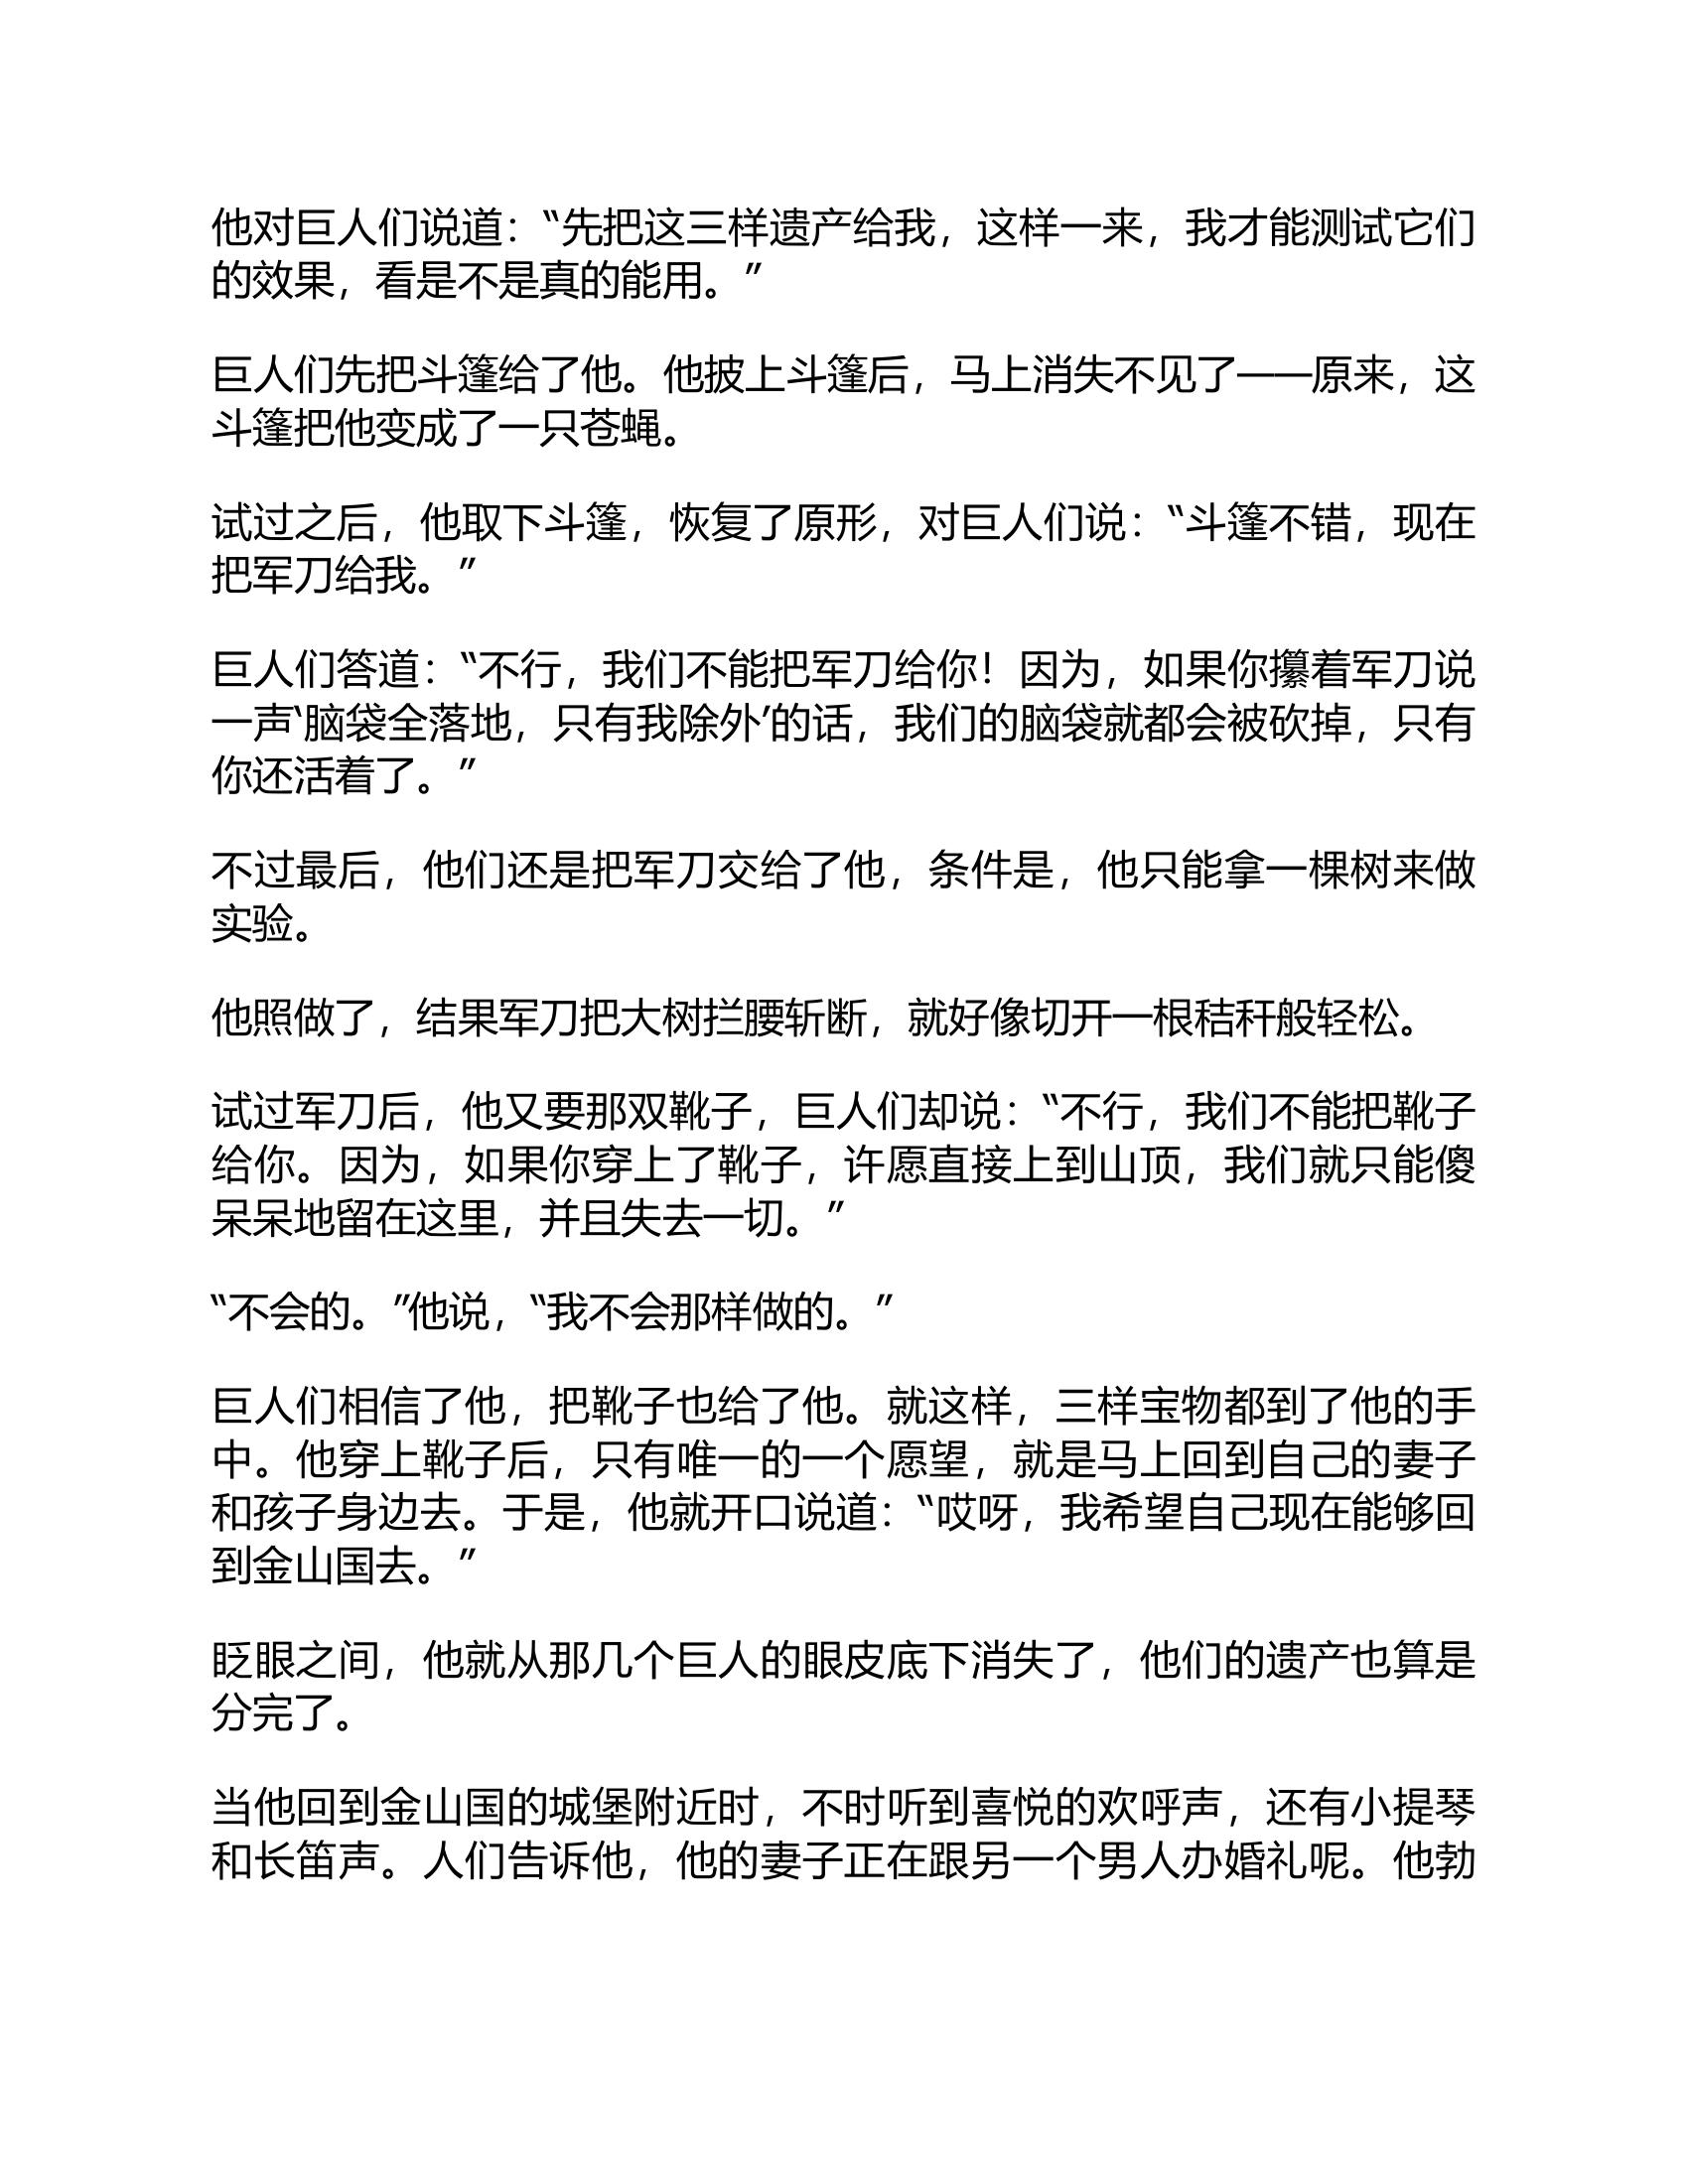 他对巨人们说道：“先把这三样遗产给我，这样一来，我才能测试它们
的效果，看是不是真的能用。”
巨人们先把斗篷给了他。他披上斗篷后，马上消失不见了——原来，这
斗篷把他变成了一只苍蝇。
试过之后，他取下斗篷，恢复了原形，对巨人们说：“斗篷不错，现在
把军刀给我。”
巨人们答道：“不行，我们不能把军刀给你！因为，如果你攥着军刀说
一声‘脑袋全落地，只有我除外’的话，我们的脑袋就都会被砍掉，只有
你还活着了。”
不过最后，他们还是把军刀交给了他，条件是，他只能拿一棵树来做
实验。
他照做了，结果军刀把大树拦腰斩断，就好像切开一根秸秆般轻松。
试过军刀后，他又要那双靴子，巨人们却说：“不行，我们不能把靴子
给你。因为，如果你穿上了靴子，许愿直接上到山顶，我们就只能傻
呆呆地留在这里，并且失去一切。”
“不会的。”他说，“我不会那样做的。”
巨人们相信了他，把靴子也给了他。就这样，三样宝物都到了他的手
中。他穿上靴子后，只有唯一的一个愿望，就是马上回到自己的妻子
和孩子身边去。于是，他就开口说道：“哎呀，我希望自己现在能够回
到金山国去。”
眨眼之间，他就从那几个巨人的眼皮底下消失了，他们的遗产也算是
分完了。
当他回到金山国的城堡附近时，不时听到喜悦的欢呼声，还有小提琴
和长笛声。人们告诉他，他的妻子正在跟另一个男人办婚礼呢。他勃